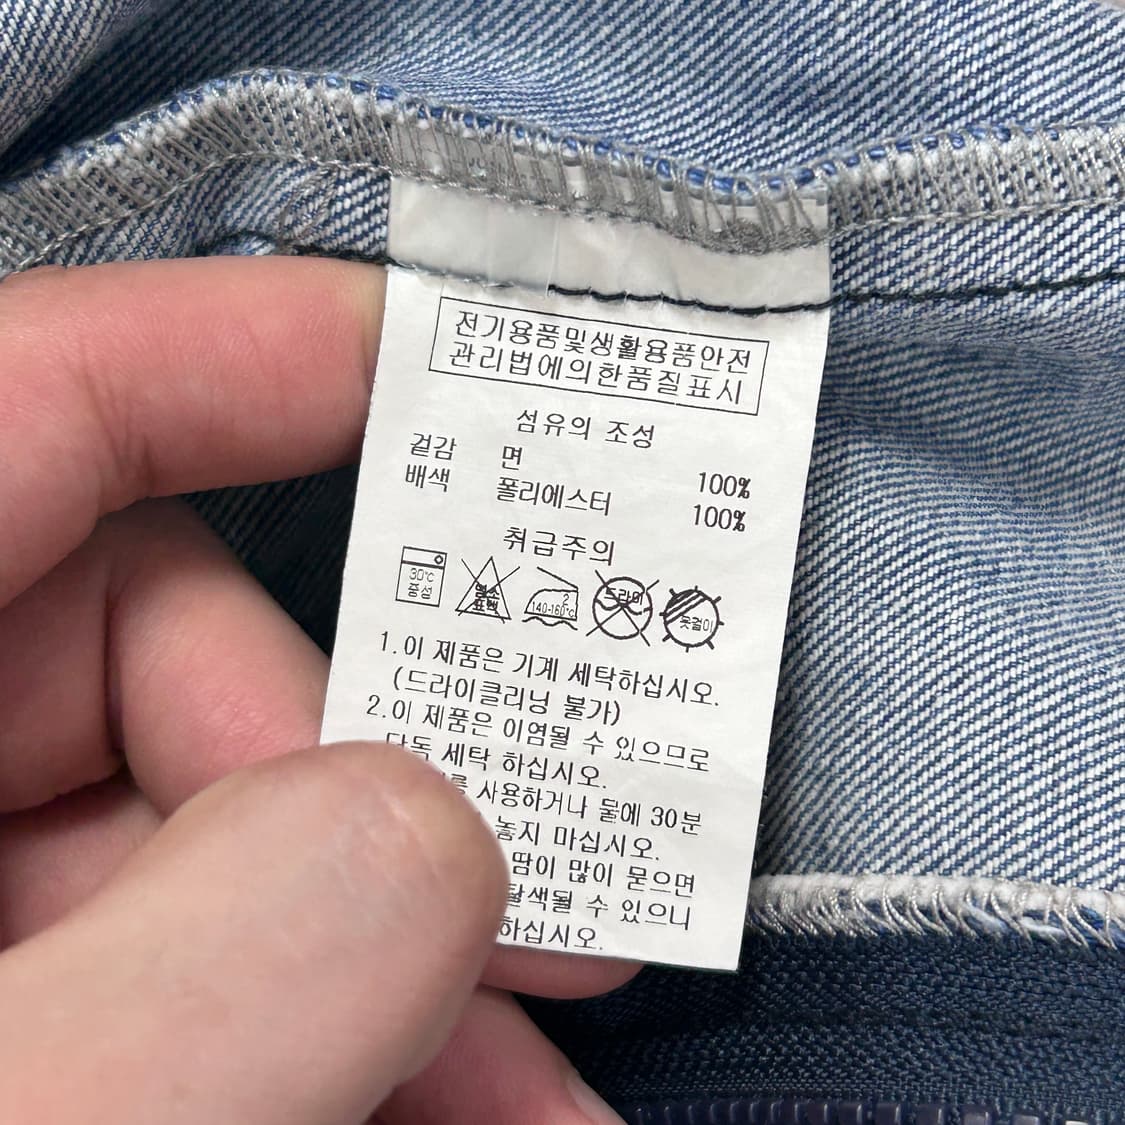 전기용품및생활용품안전
관리법에의한품질표시
섬유의 조성
겉감 면 100%
배색 폴리에스터 100%
취급주의
30℃
중성
염소
표백
2
140-160℃
드라이
옷걸이
1.이 제품은 기계 세탁하십시오.
(드라이클리닝 불가)
2.이 제품은 이염될 수 있으므로
단독 세탁 하십시오.
사용하거나 물에 30분
놓지 마십시오.
땀이 많이 묻으면
탈색될 수 있으니
하십시오.